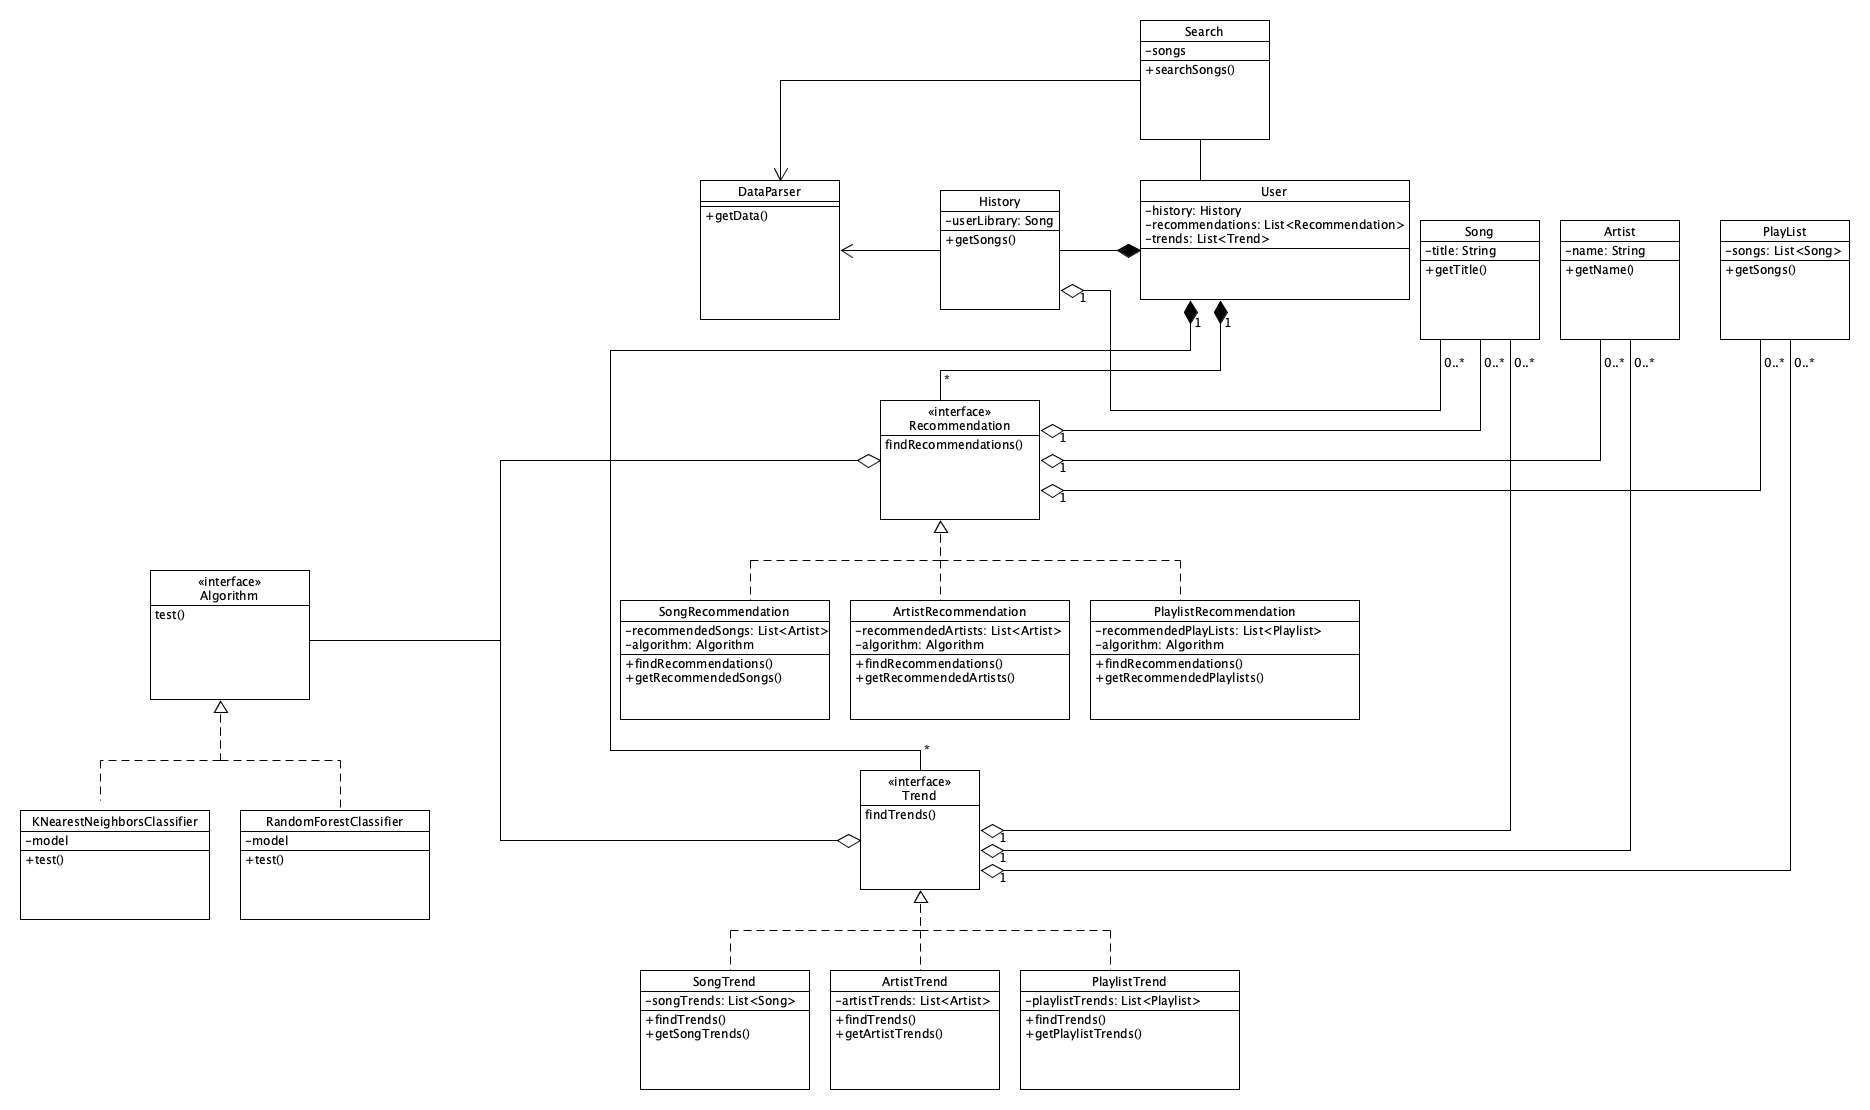 Search
-songs
+searchSongs()
DataParser
+getData()
History
-userLibrary: Song
+getSongs()
1
User
-history: History
-recommendations: List<Recommendation>
-trends: List<Trend>
1
1
Song
-title: String
+getTitle()
0..*
0..*
0..*
Artist
-name: String
+getName()
0..*
0..*
PlayList
-songs: List<Song>
+getSongs()
0..*
0..*
*
«interface»
Recommendation
findRecommendations()
1
1
1
«interface»
Algorithm
test()
SongRecommendation
-recommendedSongs: List<Artist>
-algorithm: Algorithm
+findRecommendations()
+getRecommendedSongs()
ArtistRecommendation
-recommendedArtists: List<Artist>
-algorithm: Algorithm
+findRecommendations()
+getRecommendedArtists()
PlaylistRecommendation
-recommendedPlayLists: List<Playlist>
-algorithm: Algorithm
+findRecommendations()
+getRecommendedPlaylists()
KNearestNeighborsClassifier
-model
+test()
RandomForestClassifier
-model
+test()
*
«interface»
Trend
findTrends()
1
1
1
SongTrend
-songTrends: List<Song>
+findTrends()
+getSongTrends()
ArtistTrend
-artistTrends: List<Artist>
+findTrends()
+getArtistTrends()
PlaylistTrend
-playlistTrends: List<Playlist>
+findTrends()
+getPlaylistTrends()